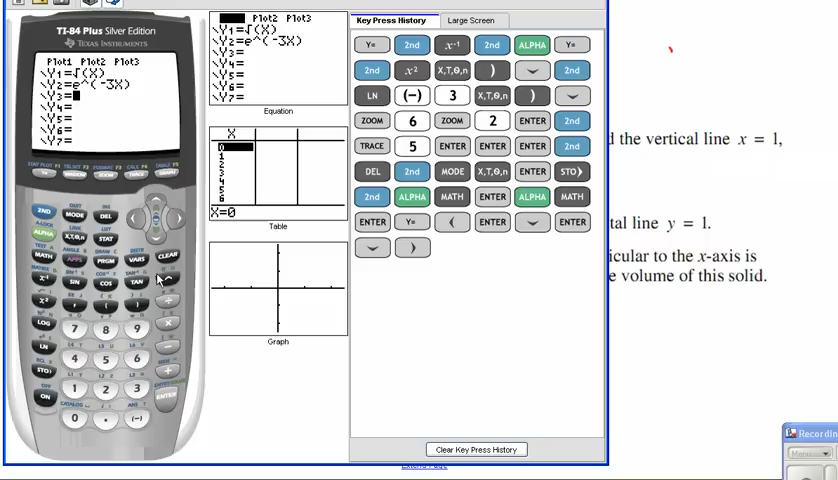 TI-84 Plus Silver Edition
TEXAS INSTRUMENTS
Plot1 Plot2 Plot3
\Y1=√(X)
\Y2=e^(-3X)
\Y3=
\Y4=
\Y5=
\Y6=
\Y7=
Plot2 Plot3
\Y1=√(X)
\Y2=e^(-3X)
\Y3=
\Y4=
\Y5=
\Y6=
\Y7=
Equation
X
0
1
2
3
4
5
6
X=0
Table
Graph
Key Press History
Large Screen
Y= 2nd x⁻¹ 2nd ALPHA Y=
2nd x² X,T,Θ,n ) 2nd
LN (-) 3 X,T,Θ,n )
ZOOM 6 ZOOM 2 ENTER 2nd
TRACE 5 ENTER ENTER ENTER 2nd
DEL 2nd MODE X,T,Θ,n ENTER STO
2nd ALPHA MATH ENTER ALPHA MATH
ENTER Y= ENTER ENTER
Clear Key Press History
d the vertical line x = 1,
tal line y = 1.
icular to the x-axis is
e volume of this solid.
2ND MODE DEL
ALPHA X,T,Θ,n STAT
MATH APPS PRGM VARS CLEAR
x⁻¹ SIN COS TAN
x² , ( )
LOG 7 8 9
LN 4 5 6
STO 1 2 3
ON 0 . (-) ENTER
Recordin
Menu